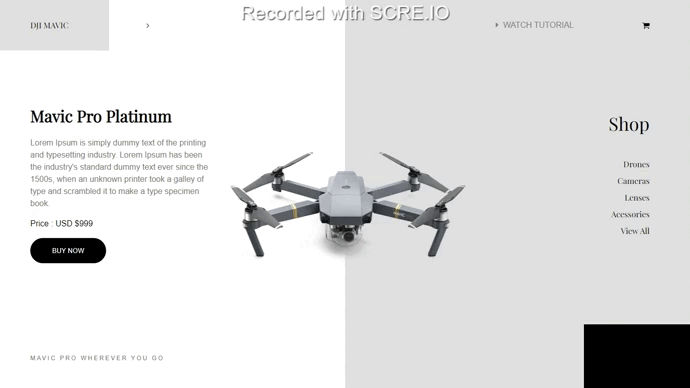 Recorded with SCRE.IO
DJI MAVIC
WATCH TUTORIAL
Mavic Pro Platinum
Lorem Ipsum is simply dummy text of the printing
and typesetting industry. Lorem Ipsum has been
the industry's standard dummy text ever since the
1500s, when an unknown printer took a galley of
type and scrambled it to make a type specimen
book.
Price : USD $999
BUY NOW
MAVIC PRO WHEREVER YOU GO
Shop
Drones
Cameras
Lenses
Acessories
View All